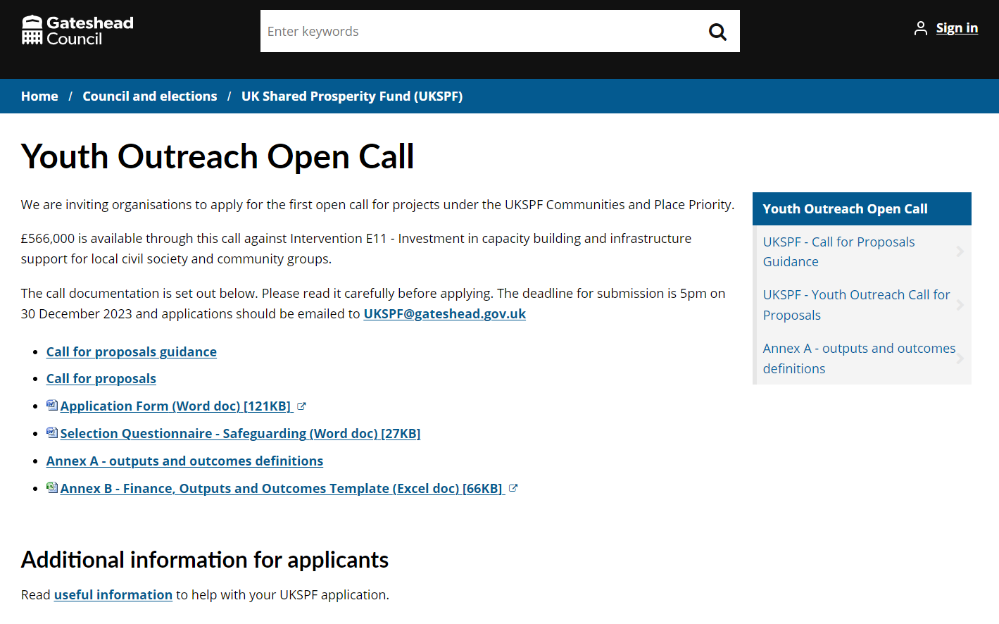 Gateshead
Council
Enter keywords
Sign in
Home / Council and elections / UK Shared Prosperity Fund (UKSPF)
Youth Outreach Open Call
We are inviting organisations to apply for the first open call for projects under the UKSPF Communities and Place Priority.
£566,000 is available through this call against Intervention E11 - Investment in capacity building and infrastructure
support for local civil society and community groups.
The call documentation is set out below. Please read it carefully before applying. The deadline for submission is 5pm on
30 December 2023 and applications should be emailed to UKSPF@gateshead.gov.uk
Call for proposals guidance
Call for proposals
Application Form (Word doc) [121KB]
Selection Questionnaire - Safeguarding (Word doc) [27KB]
Annex A - outputs and outcomes definitions
Annex B - Finance, Outputs and Outcomes Template (Excel doc) [66KB]
Additional information for applicants
Read useful information to help with your UKSPF application.
Youth Outreach Open Call
UKSPF - Call for Proposals
Guidance
UKSPF - Youth Outreach Call for
Proposals
Annex A - outputs and outcomes
definitions